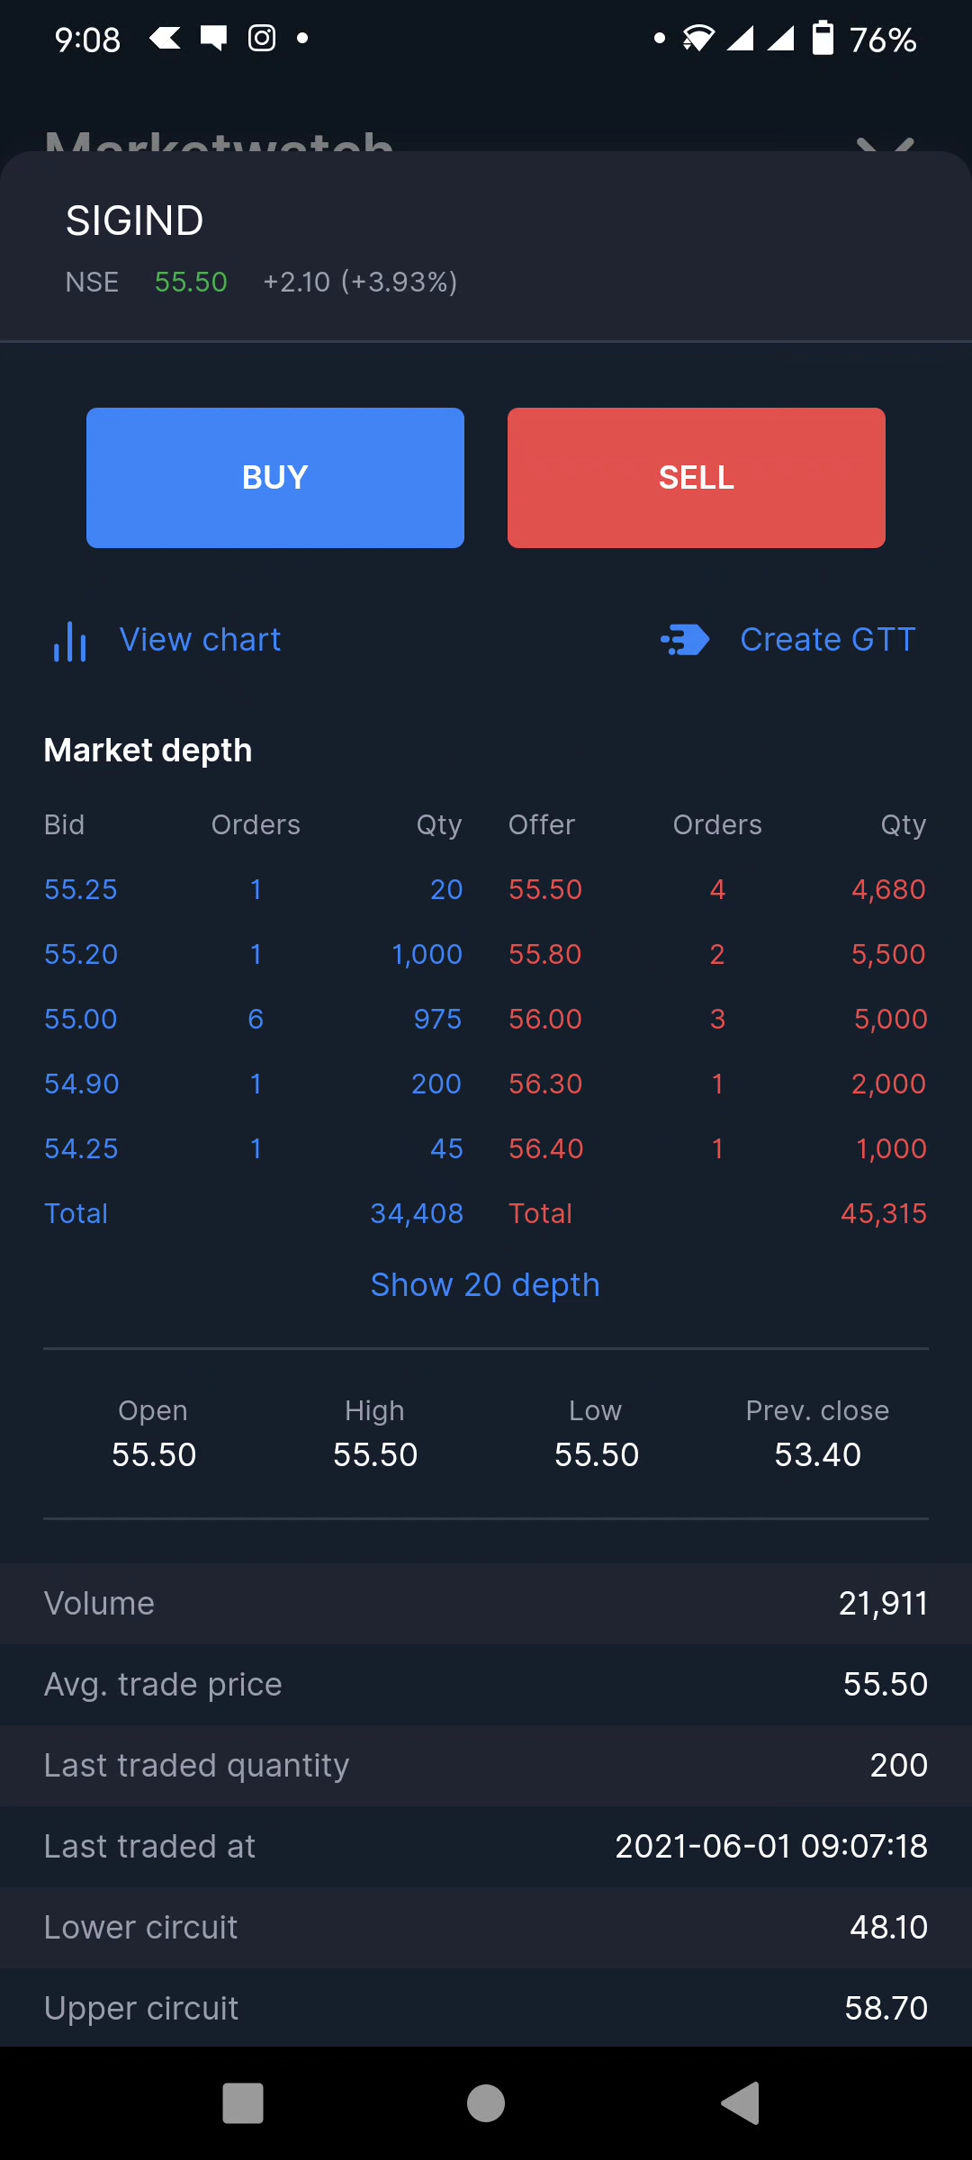 9:08 76%
Marketwatch
SIGIND
NSE 55.50 +2.10 (+3.93%)
BUY SELL
View chart Create GTT
Market depth
Bid Orders Qty Offer Orders Qty
55.25 1 20 55.50 4 4,680
55.20 1 1,000 55.80 2 5,500
55.00 6 975 56.00 3 5,000
54.90 1 200 56.30 1 2,000
54.25 1 45 56.40 1 1,000
Total 34,408 Total 45,315
Show 20 depth
Open High Low Prev. close
55.50 55.50 55.50 53.40
Volume 21,911
Avg. trade price 55.50
Last traded quantity 200
Last traded at 2021-06-01 09:07:18
Lower circuit 48.10
Upper circuit 58.70